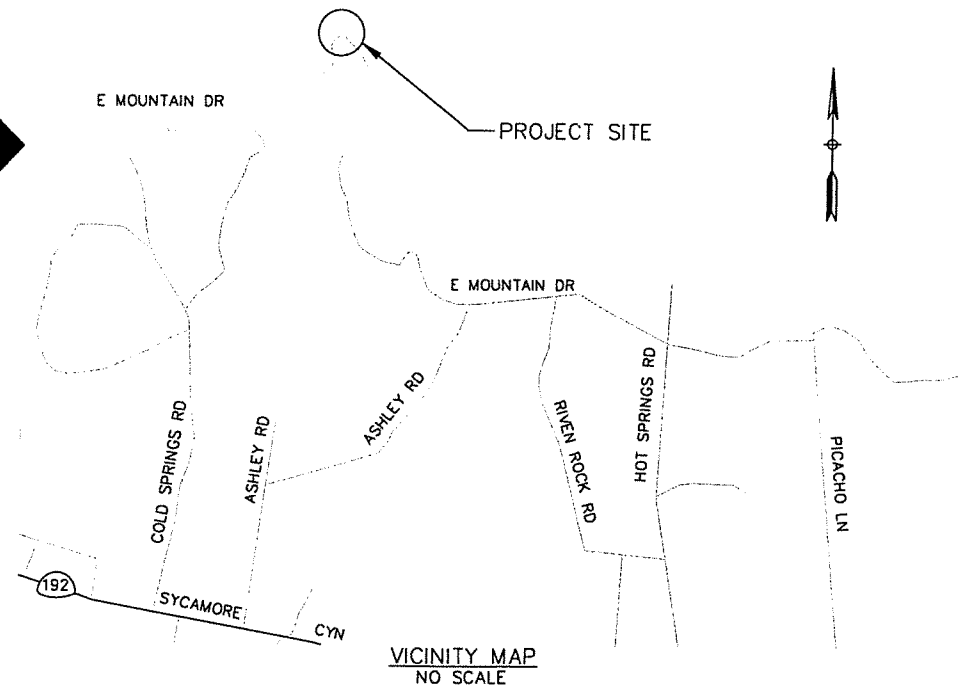 E MOUNTAIN DR
PROJECT SITE
E MOUNTAIN DR
COLD SPRINGS RD
ASHLEY RD
ASHLEY RD
RIVEN ROCK RD
HOT SPRINGS RD
PICACHO LN
192
SYCAMORE
CYN
VICINITY MAP
NO SCALE